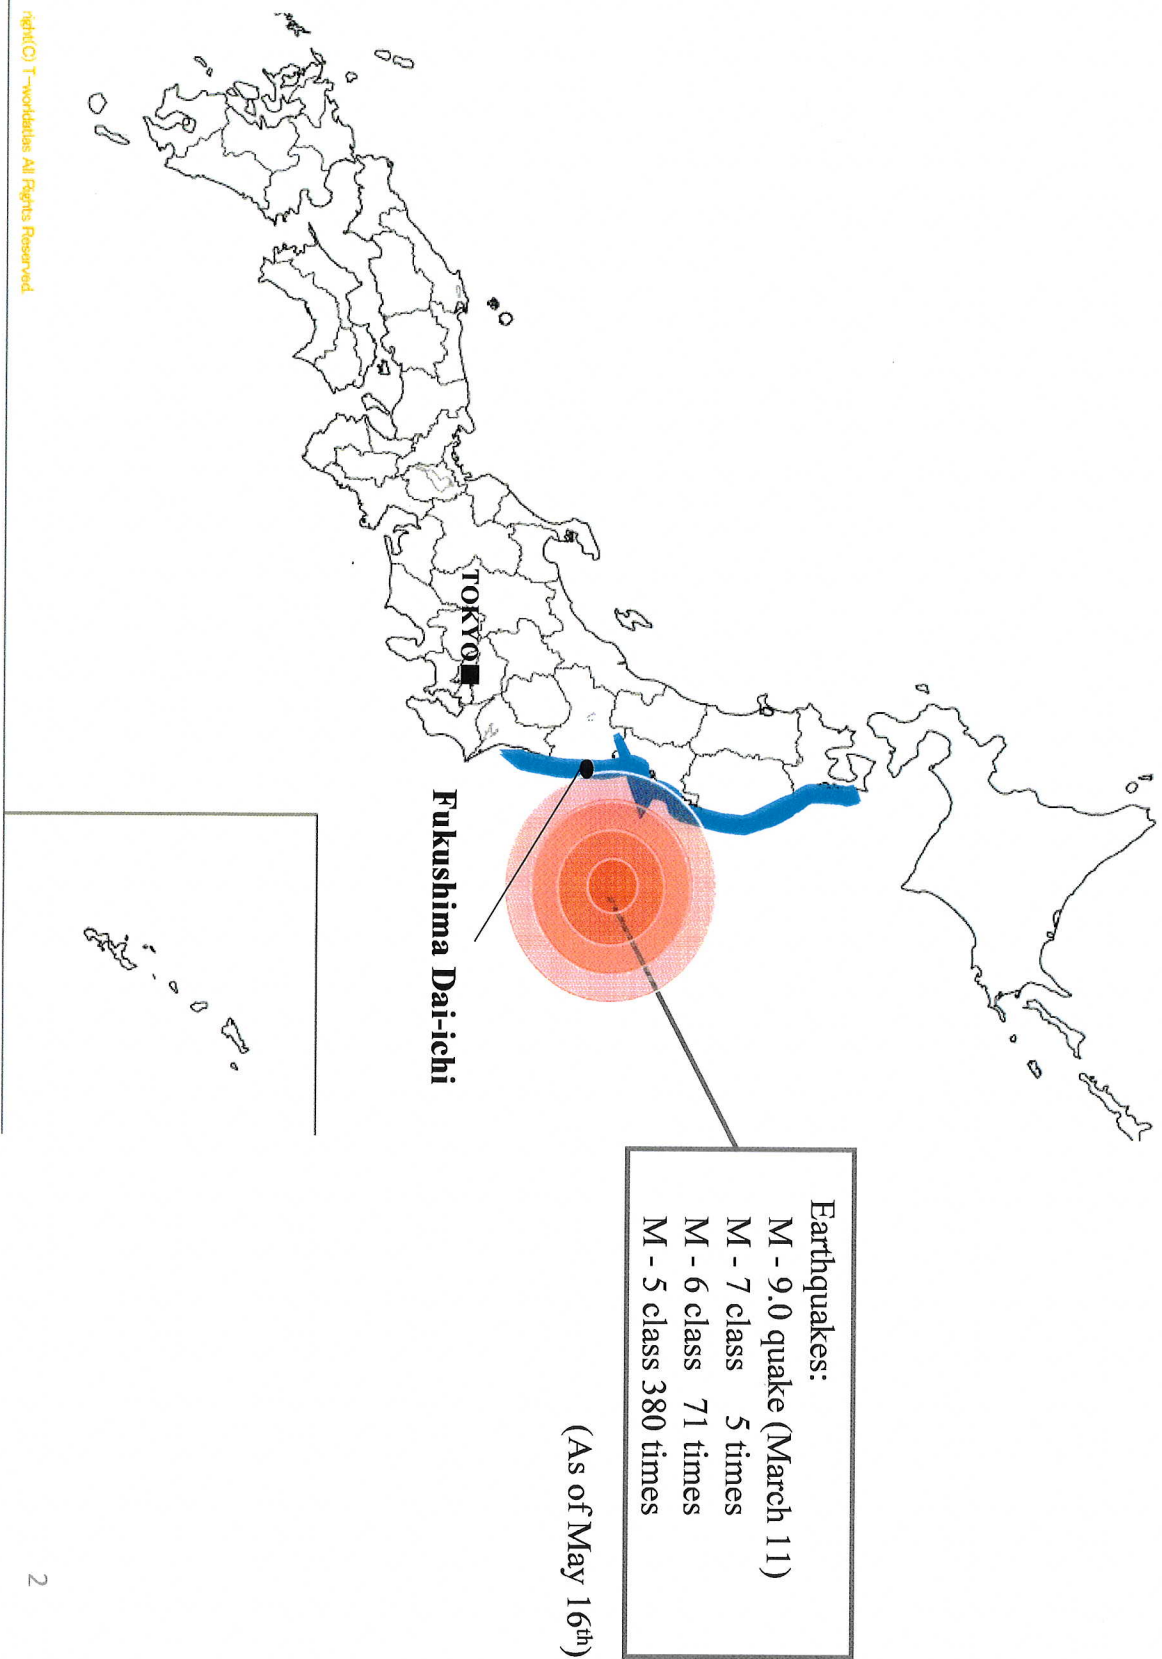 TOKYO
Fukushima Dai-ichi
Earthquakes:
M - 9.0 quake (March 11)
M - 7 class 5 times
M - 6 class 71 times
M - 5 class 380 times
(As of May 16th)
right(C) T-worldatlas All Rights Reserved.
2